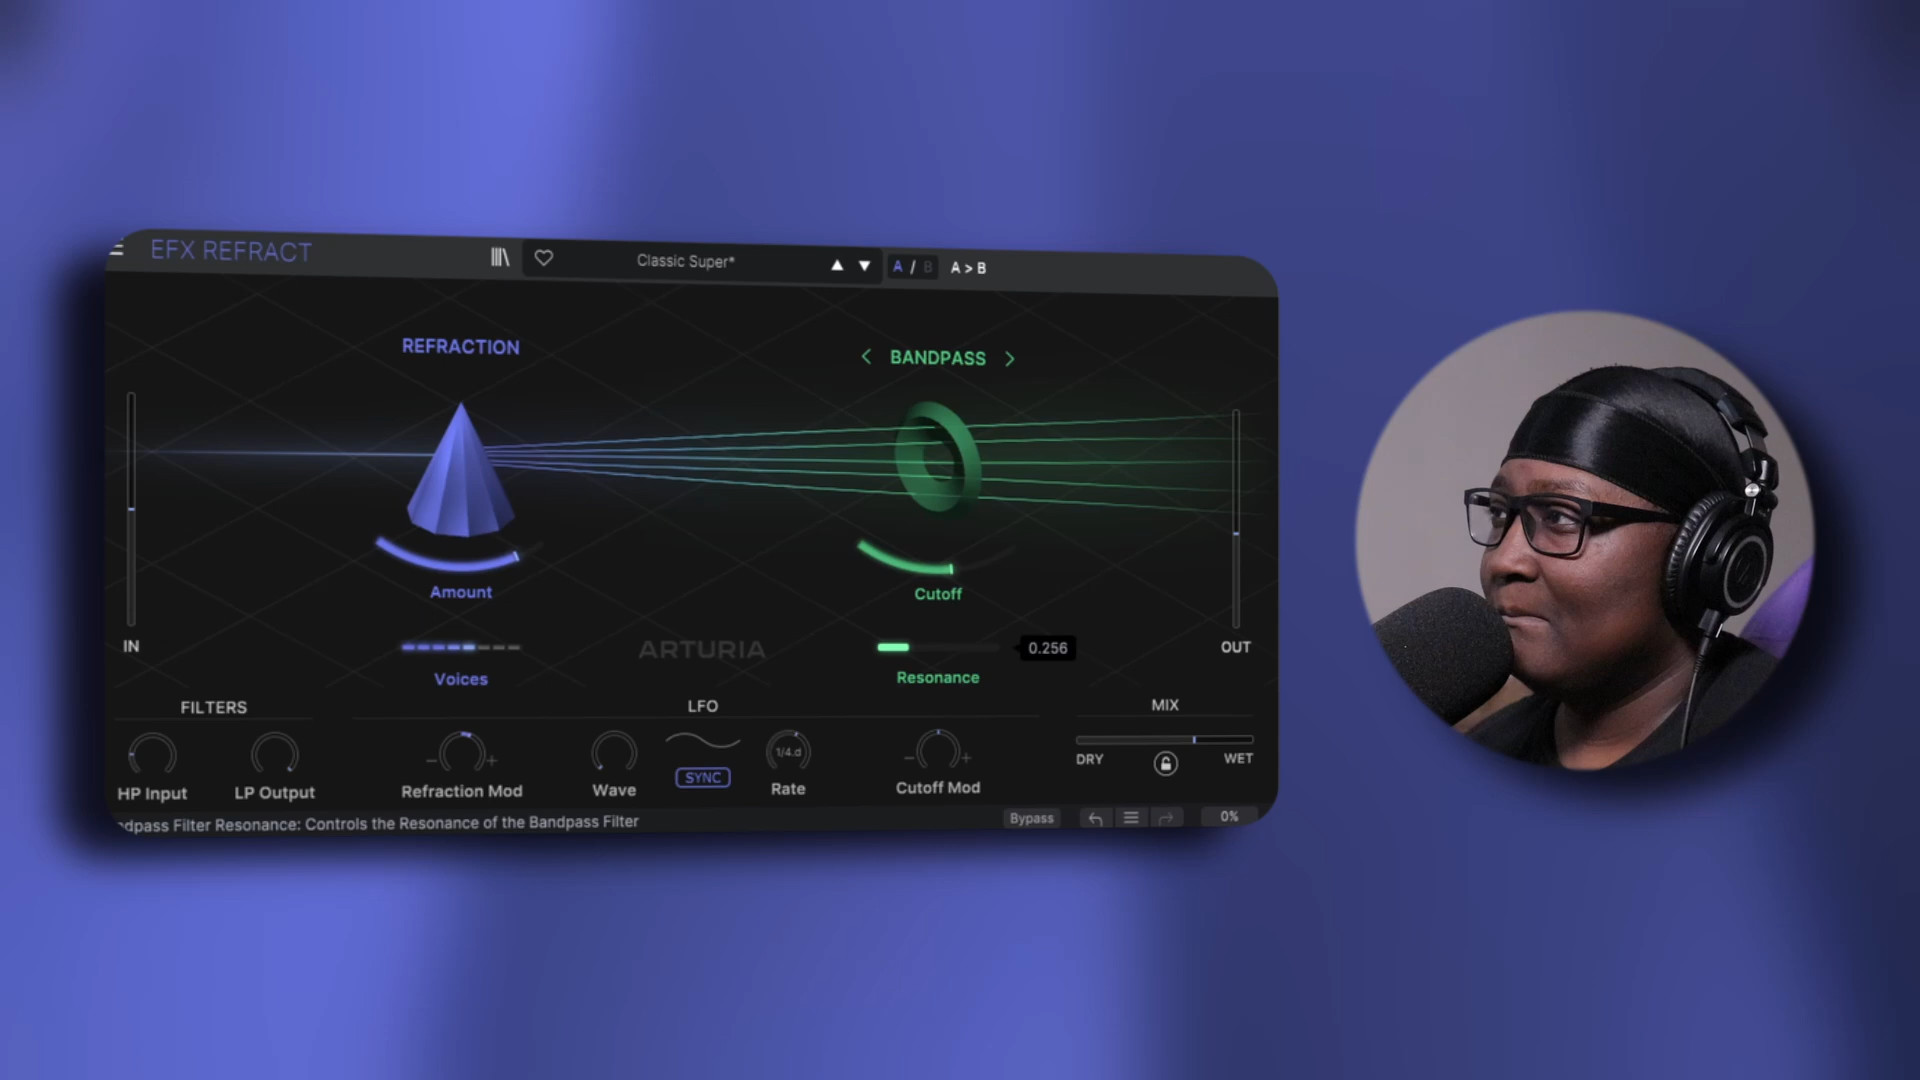 EFX REFRACT
Classic Super*
A / B
A > B
REFRACTION
< BANDPASS >
Amount
Cutoff
IN
ARTURIA
0.256
OUT
Voices
Resonance
FILTERS
LFO
MIX
1/4.d
SYNC
DRY
WET
HP Input
LP Output
Refraction Mod
Wave
Rate
Cutoff Mod
dpass Filter Resonance: Controls the Resonance of the Bandpass Filter
Bypass
0%